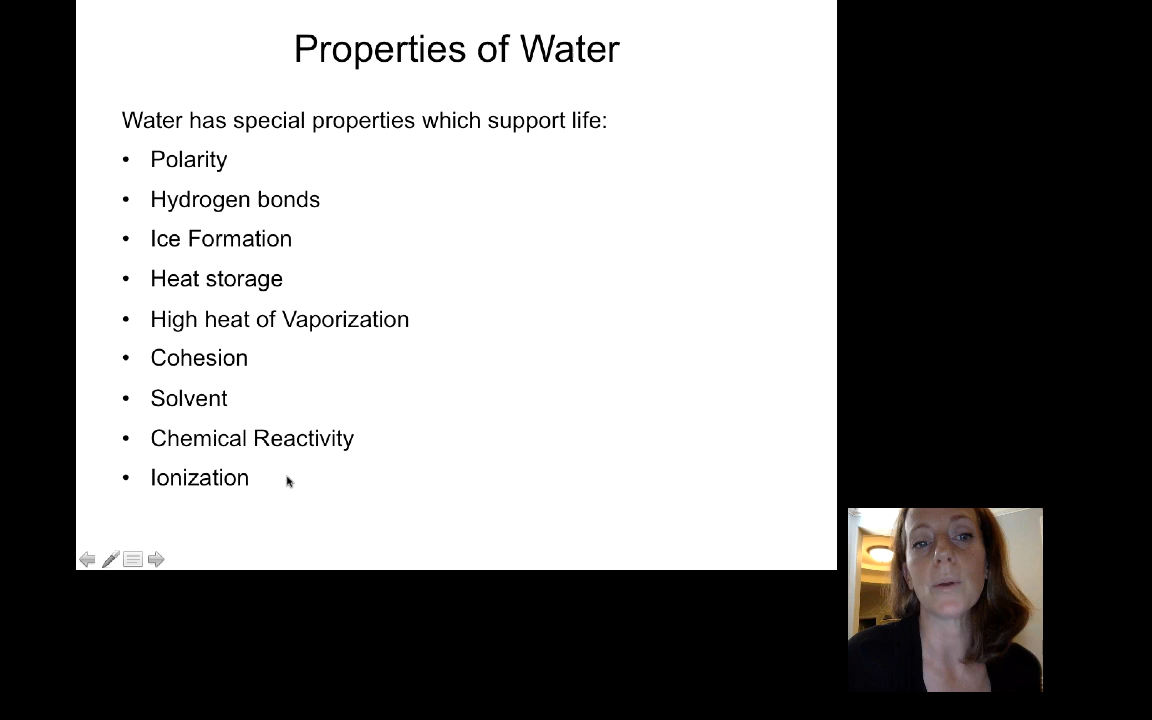 Properties of Water
Water has special properties which support life:
• Polarity
• Hydrogen bonds
• Ice Formation
• Heat storage
• High heat of Vaporization
• Cohesion
• Solvent
• Chemical Reactivity
• Ionization